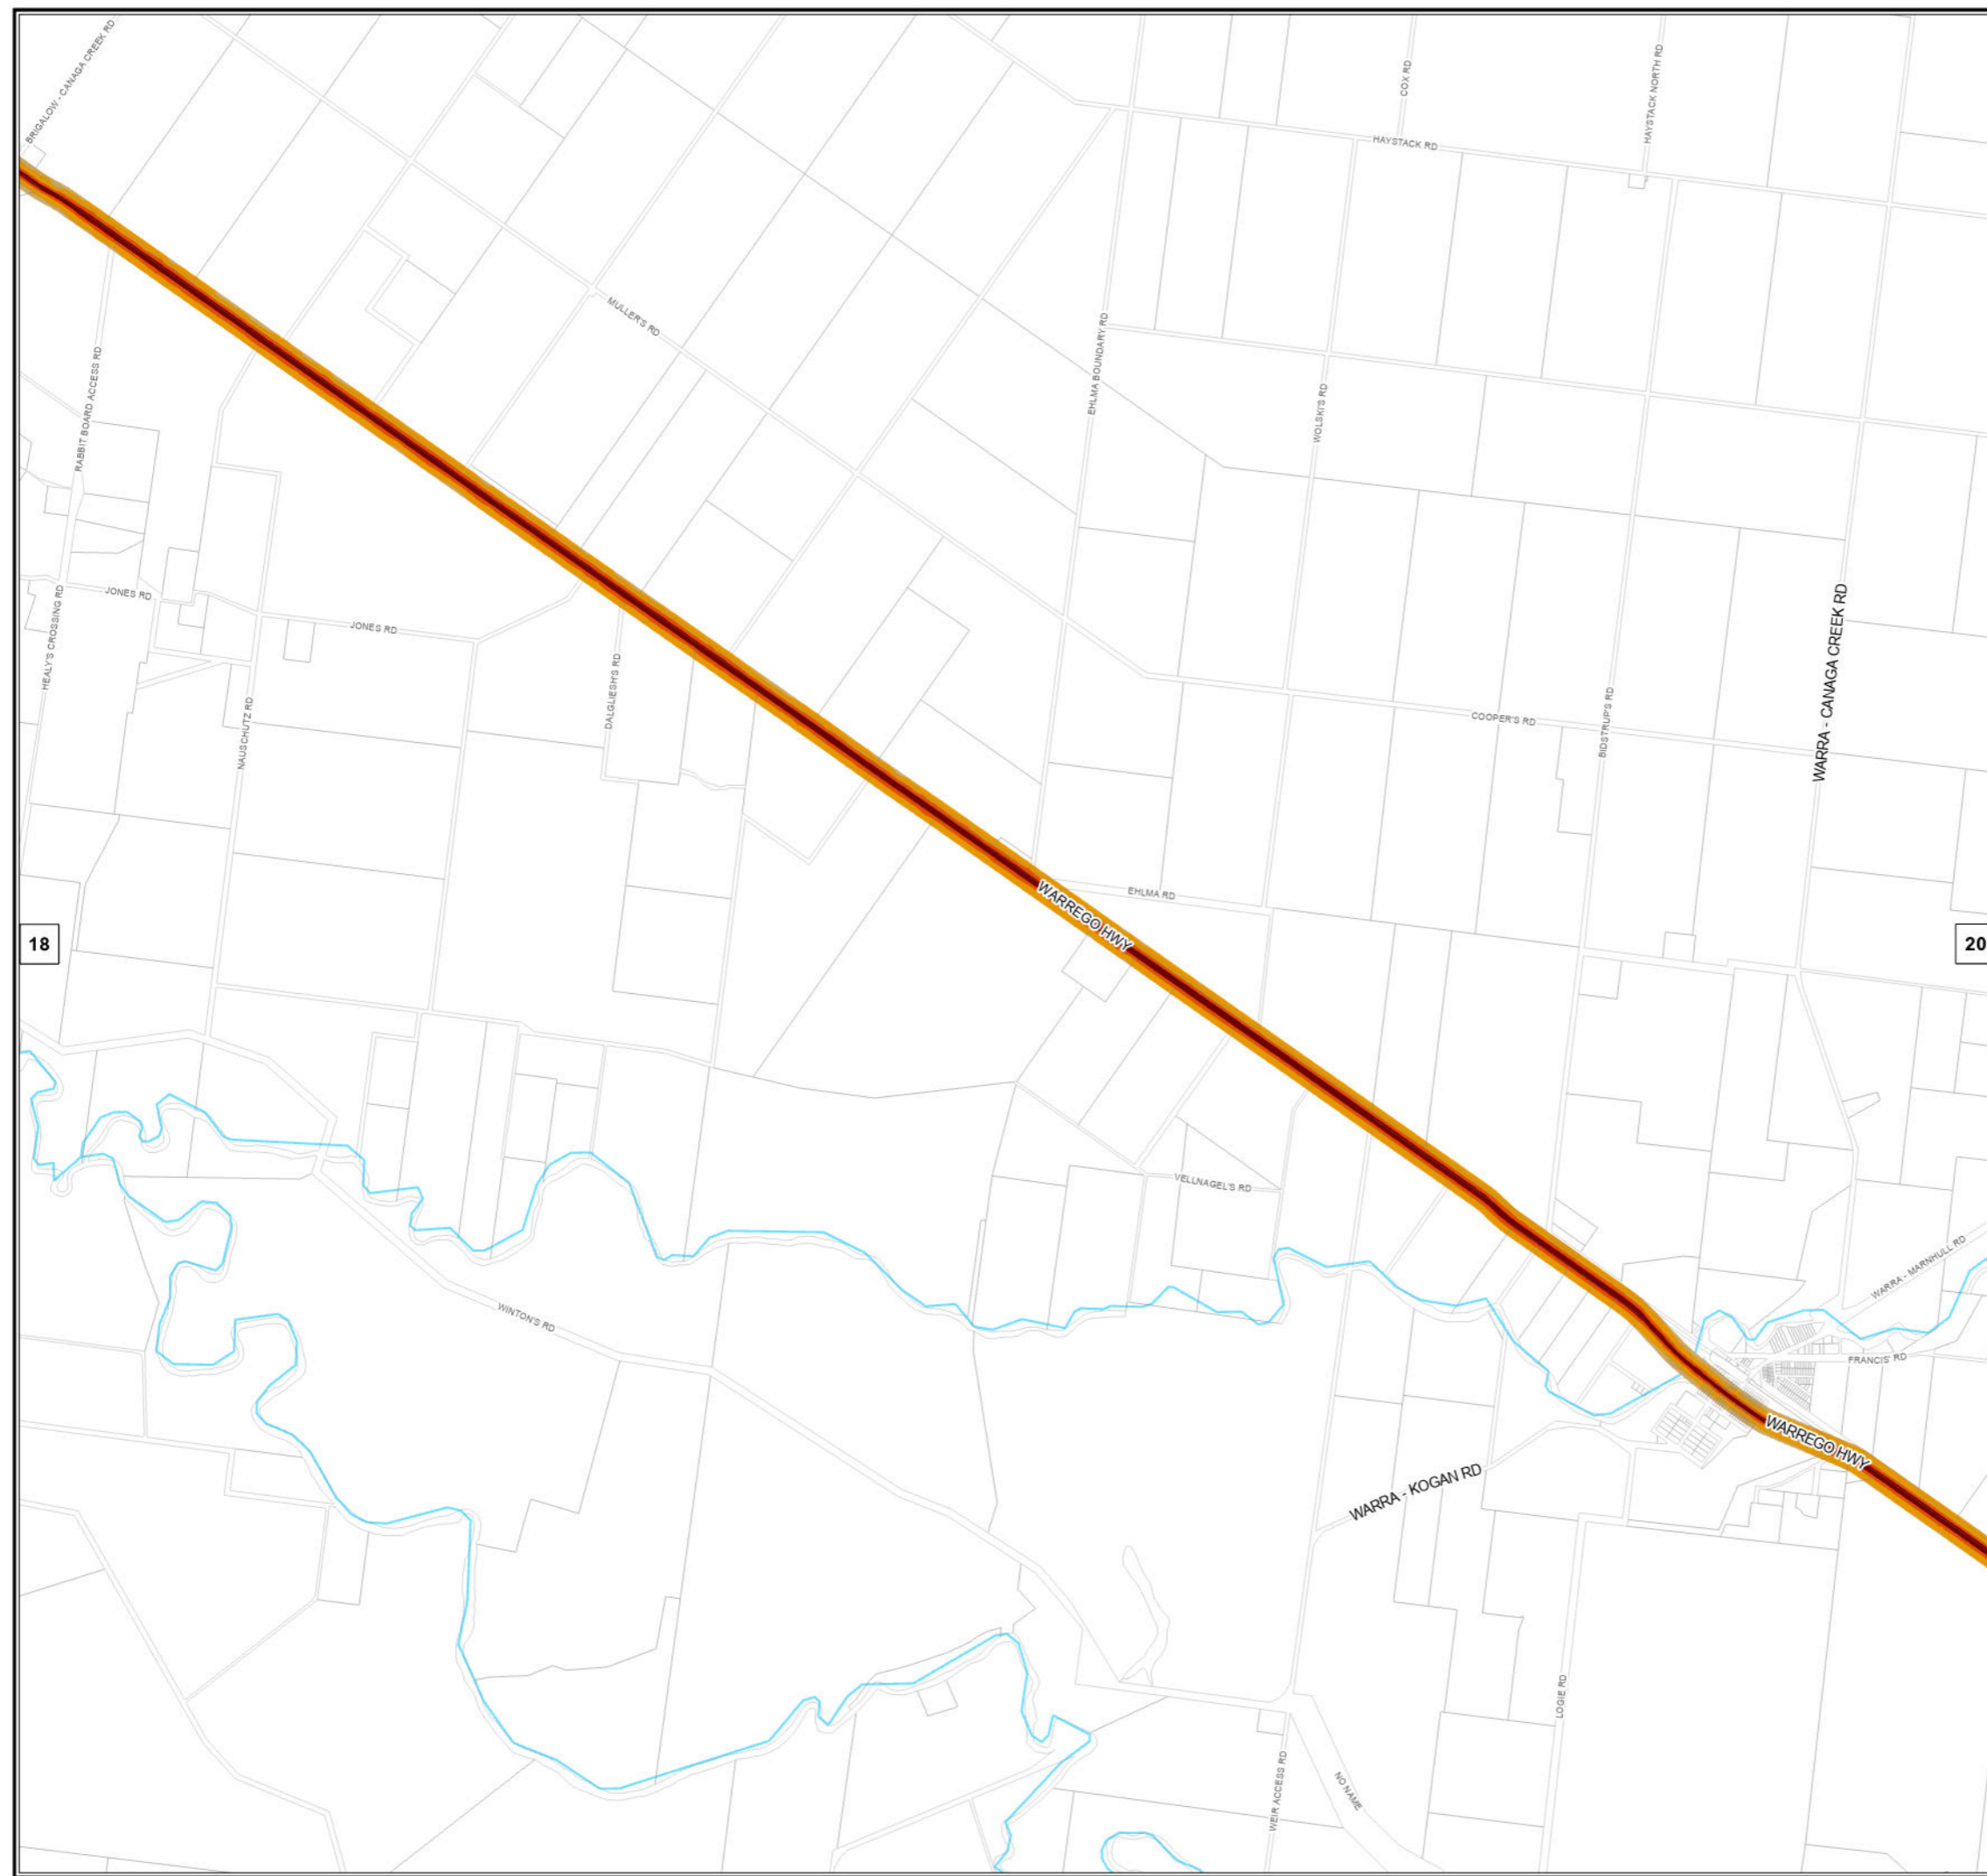 BRIGALOW - CANAGA CREEK RD
COX RD
HAYSTACK NORTH RD
HAYSTACK RD
MULLER'S RD
EHLMA BOUNDARY RD
RABBIT BOARD ACCESS RD
WOLSKI'S RD
JONES RD
HEALY'S CROSSING RD
JONES RD
WARRA - CANAGA CREEK RD
DALGLIESH'S RD
NAUSCHUTZ RD
BIDSTRUP'S RD
COOPER'S RD
EHLMA RD
WARREGO HWY
18
20
VELLNAGEL'S RD
WARRA - MARNHULL RD
WINTON'S RD
FRANCIS RD
WARREGO HWY
WARRA - KOGAN RD
LOGIE RD
WEIR ACCESS RD
NO NAME